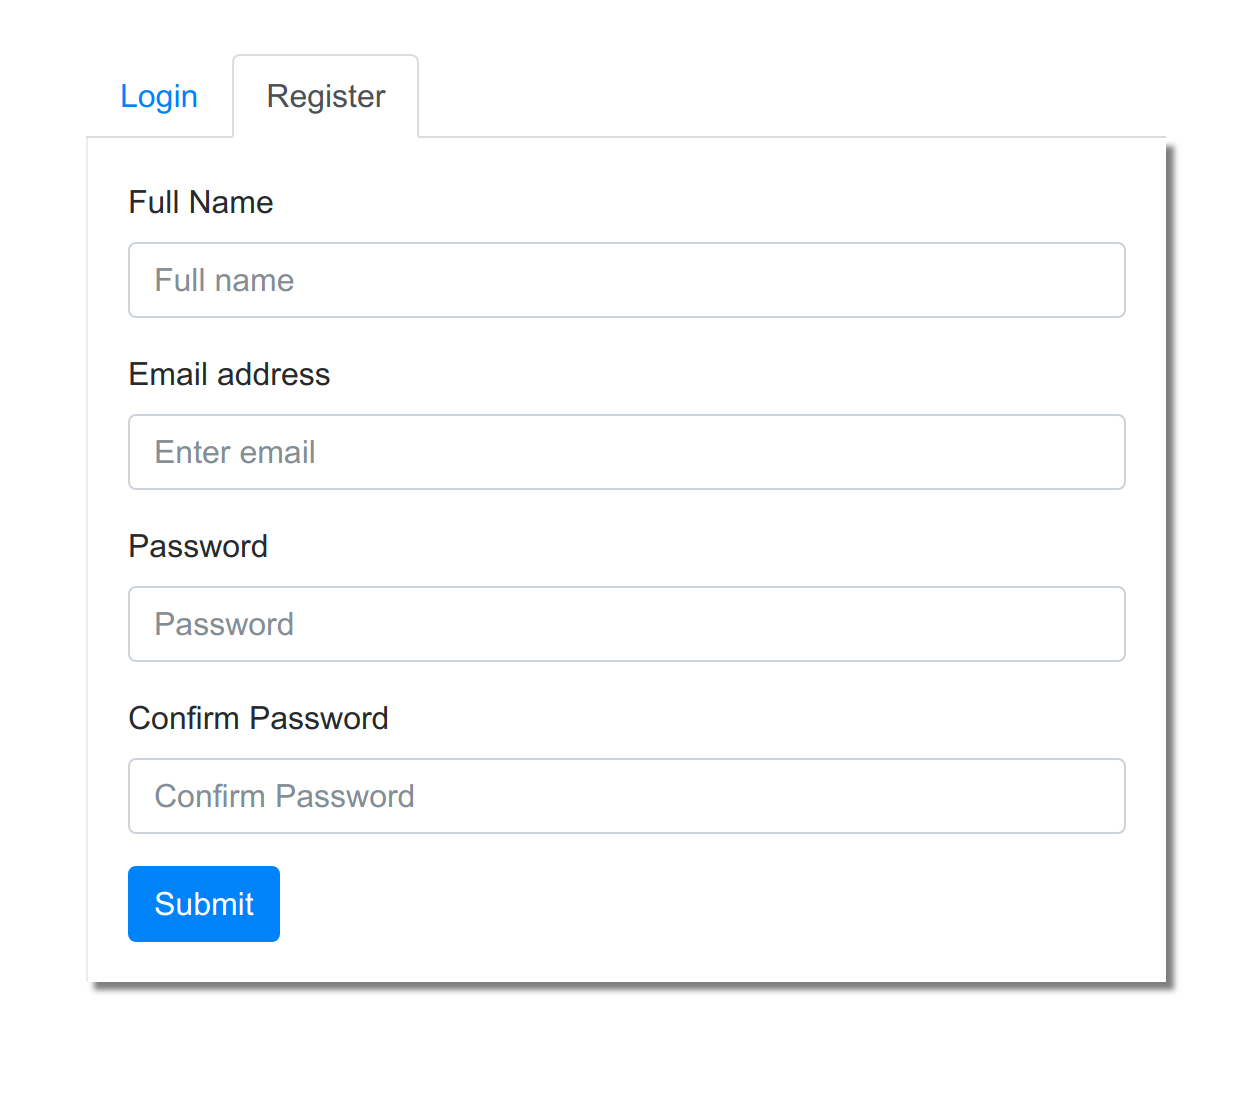 Login Register
Full Name
Full name
Email address
Enter email
Password
Password
Confirm Password
Confirm Password
Submit